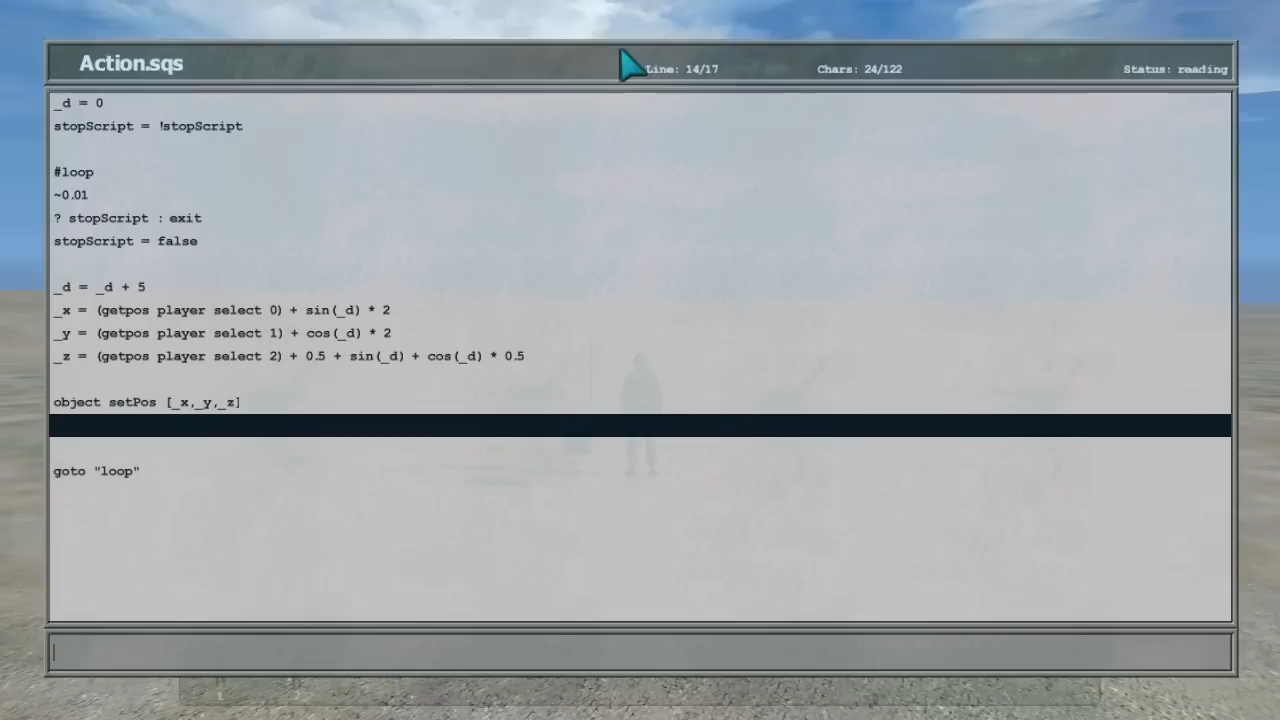 Action.sqs
Line: 14/17 Chars: 24/122 Status: reading
_d = 0
stopScript = !stopScript
#loop
~0.01
? stopScript : exit
stopScript = false
_d = _d + 5
_x = (getpos player select 0) + sin(_d) * 2
_y = (getpos player select 1) + cos(_d) * 2
_z = (getpos player select 2) + 0.5 + sin(_d) + cos(_d) * 0.5
object setPos [_x,_y,_z]
goto "loop"